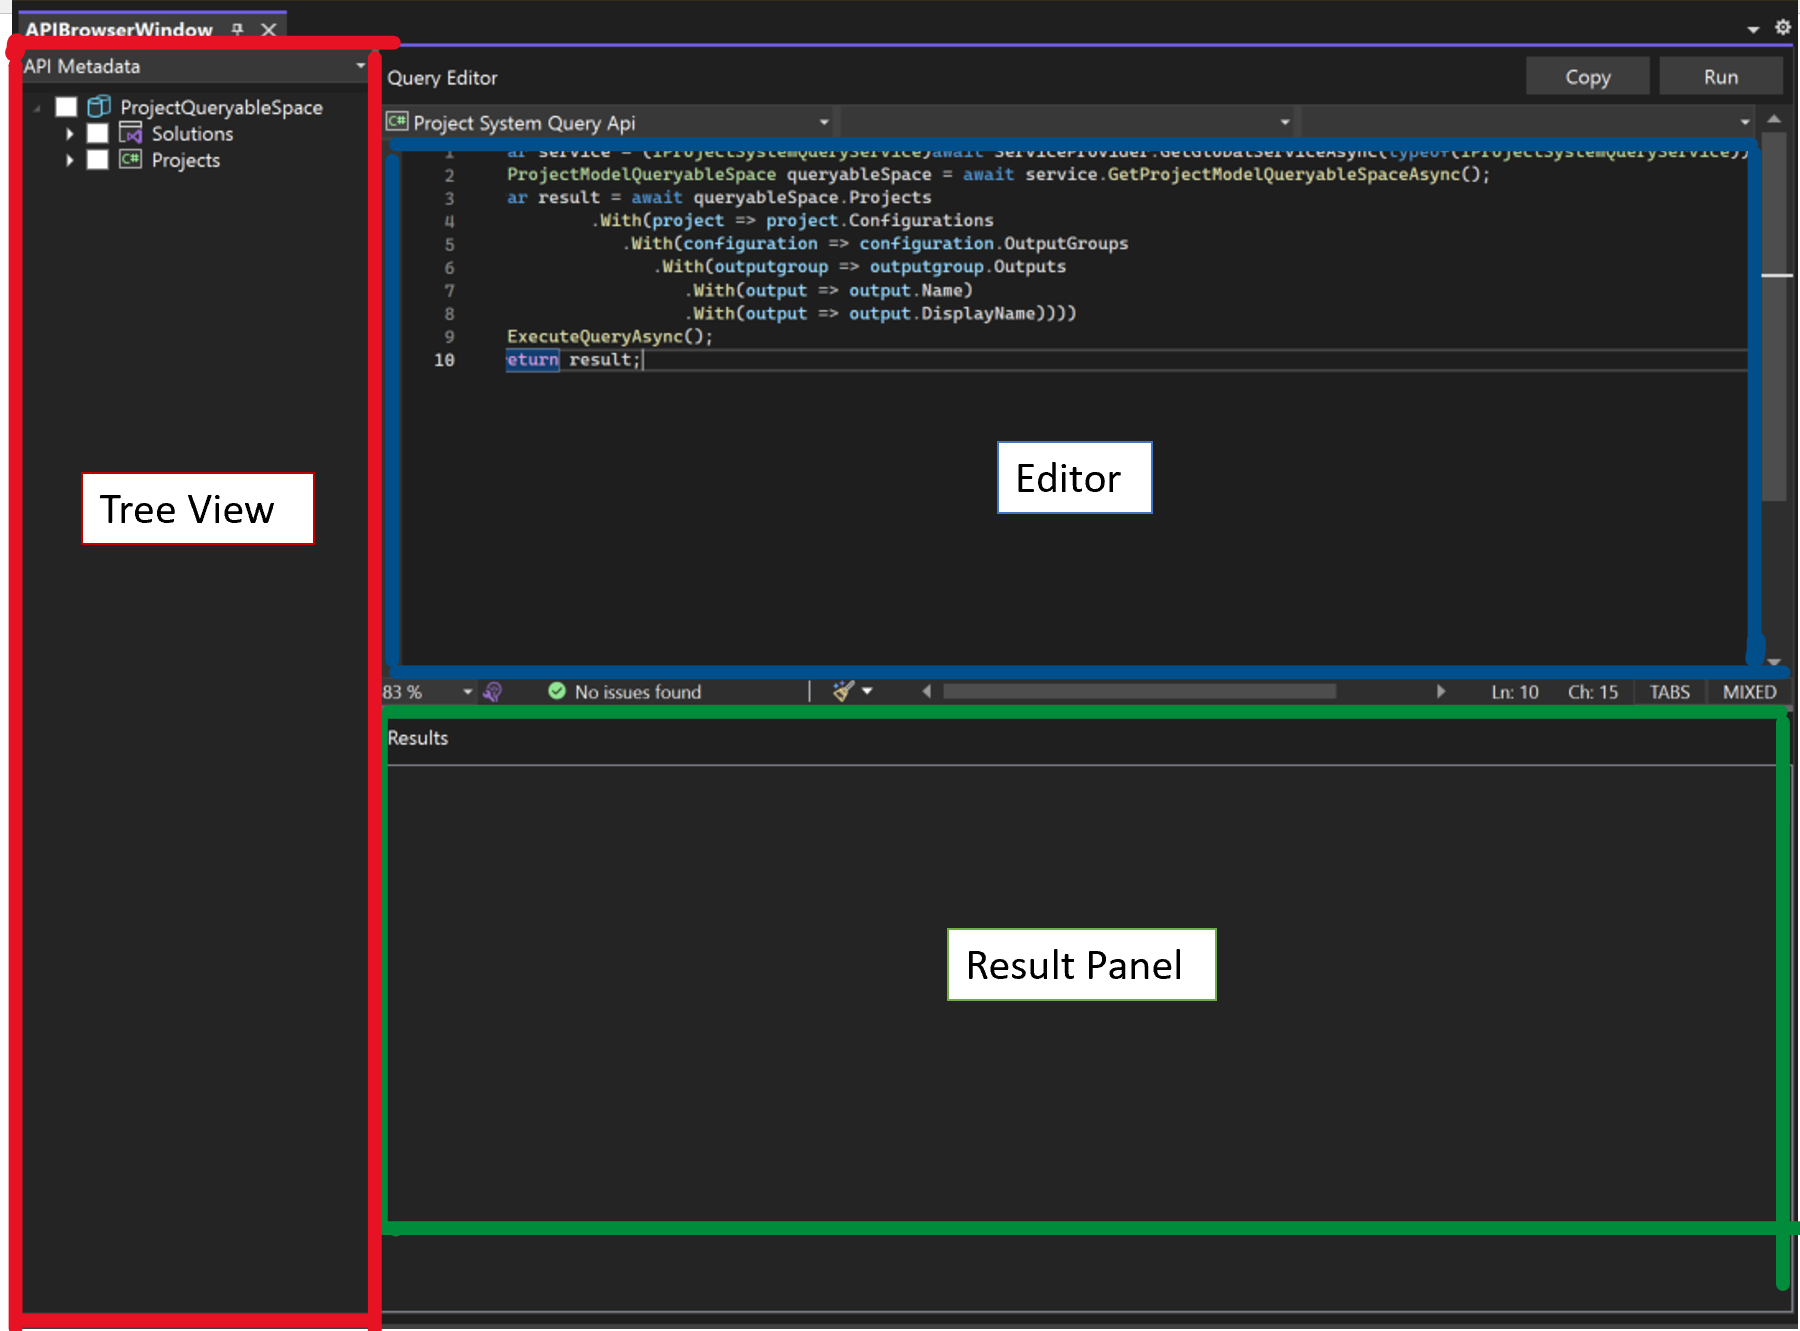 APIBrowserWindow
API Metadata
ProjectQueryableSpace
Solutions
Projects
Tree View
Query Editor
Copy
Run
C# Project System Query Api
1 ar service = (IProjectSystemQueryService)await ServiceProvider.GetGlobalServiceAsync(typeof(IProjectSystemQueryService))
2 ProjectModelQueryableSpace queryableSpace = await service.GetProjectModelQueryableSpaceAsync();
3 ar result = await queryableSpace.Projects
4 .With(project => project.Configurations
5 .With(configuration => configuration.OutputGroups
6 .With(outputgroup => outputgroup.Outputs
7 .With(output => output.Name)
8 .With(output => output.DisplayName))))
9 ExecuteQueryAsync();
10 eturn result;
Editor
83 %
No issues found
Ln: 10 Ch: 15 TABS MIXED
Results
Result Panel